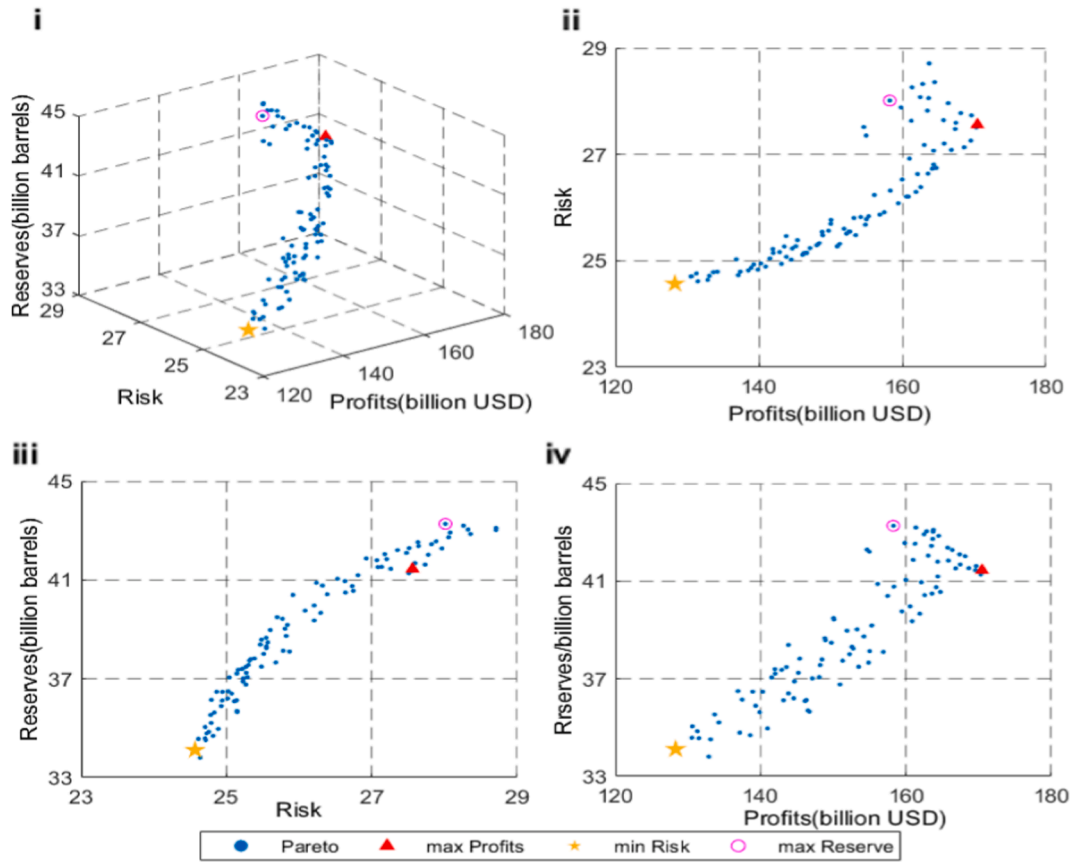 i
Reserves(billion barrels)
45
41
37
33
29
27
25
23
Risk
120
140
160
180
Profits(billion USD)
ii
Risk
29
27
25
23
120
140
160
180
Profits(billion USD)
iii
Reserves(billion barrels)
45
41
37
33
23
25
27
29
Risk
iv
Rrserves/billion barrels
45
41
37
33
120
140
160
180
Profits(billion USD)
Pareto
max Profits
min Risk
max Reserve